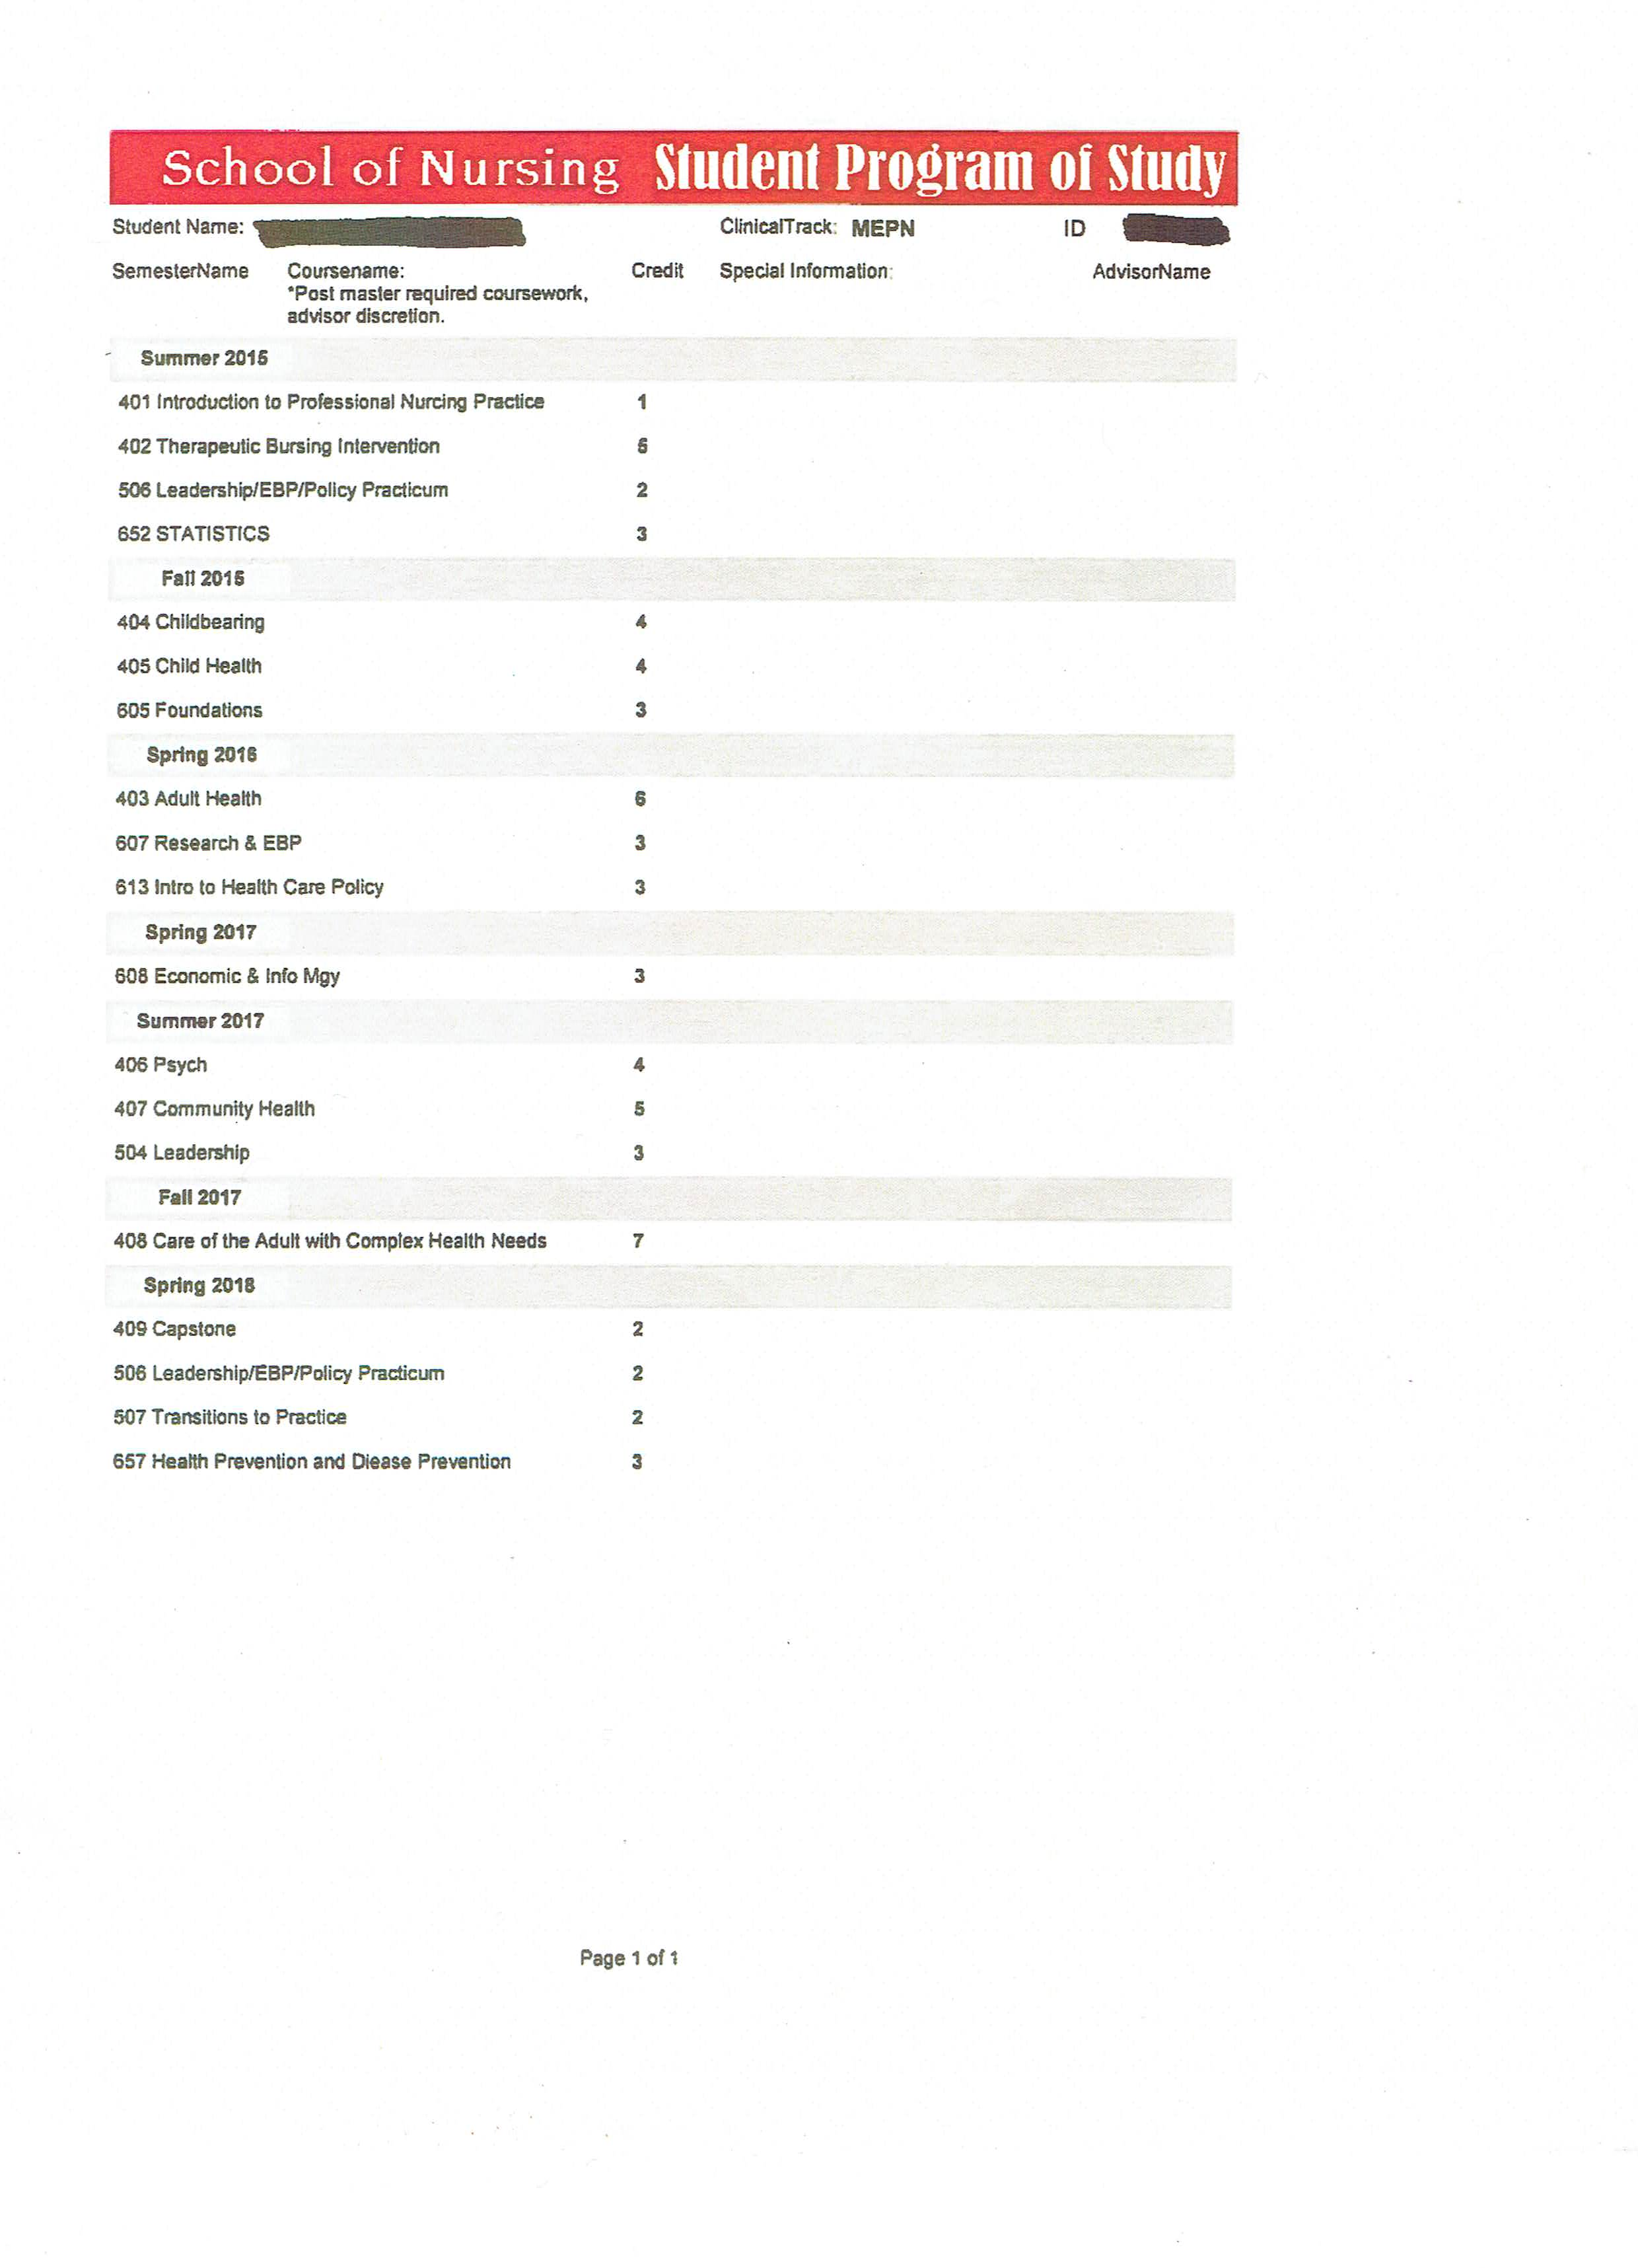 School of Nursing Student Program of Study
Student Name: ClinicalTrack: MEPN ID
SemesterName Coursename: Credit Special Information: AdvisorName
*Post master required coursework,
advisor discretion.
Summer 2015
401 Introduction to Professional Nurcing Practice 1
402 Therapeutic Bursing Intervention 5
506 Leadership/EBP/Policy Practicum 2
652 STATISTICS 3
Fall 2015
404 Childbearing 4
405 Child Health 4
605 Foundations 3
Spring 2016
403 Adult Health 6
607 Research & EBP 3
613 Intro to Health Care Policy 3
Spring 2017
608 Economic & Info Mgy 3
Summer 2017
406 Psych 4
407 Community Health 5
504 Leadership 3
Fall 2017
408 Care of the Adult with Complex Health Needs 7
Spring 2018
409 Capstone 2
506 Leadership/EBP/Policy Practicum 2
507 Transitions to Practice 2
657 Health Prevention and Diease Prevention 3
Page 1 of 1